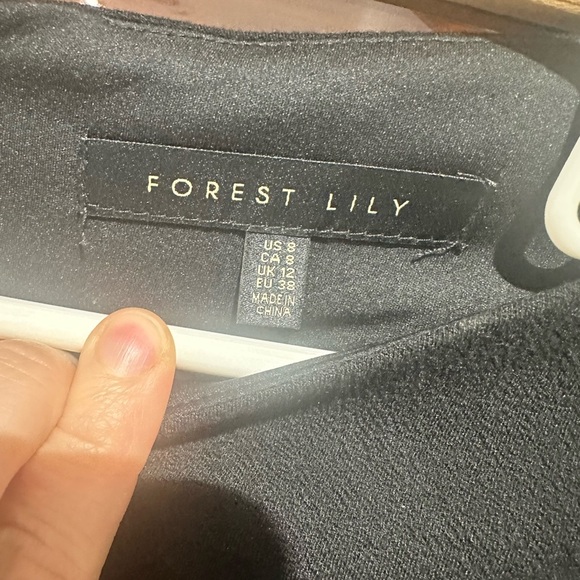 FOREST LILY
US 8
CA 8
UK 12
EU 38
MADE IN
CHINA